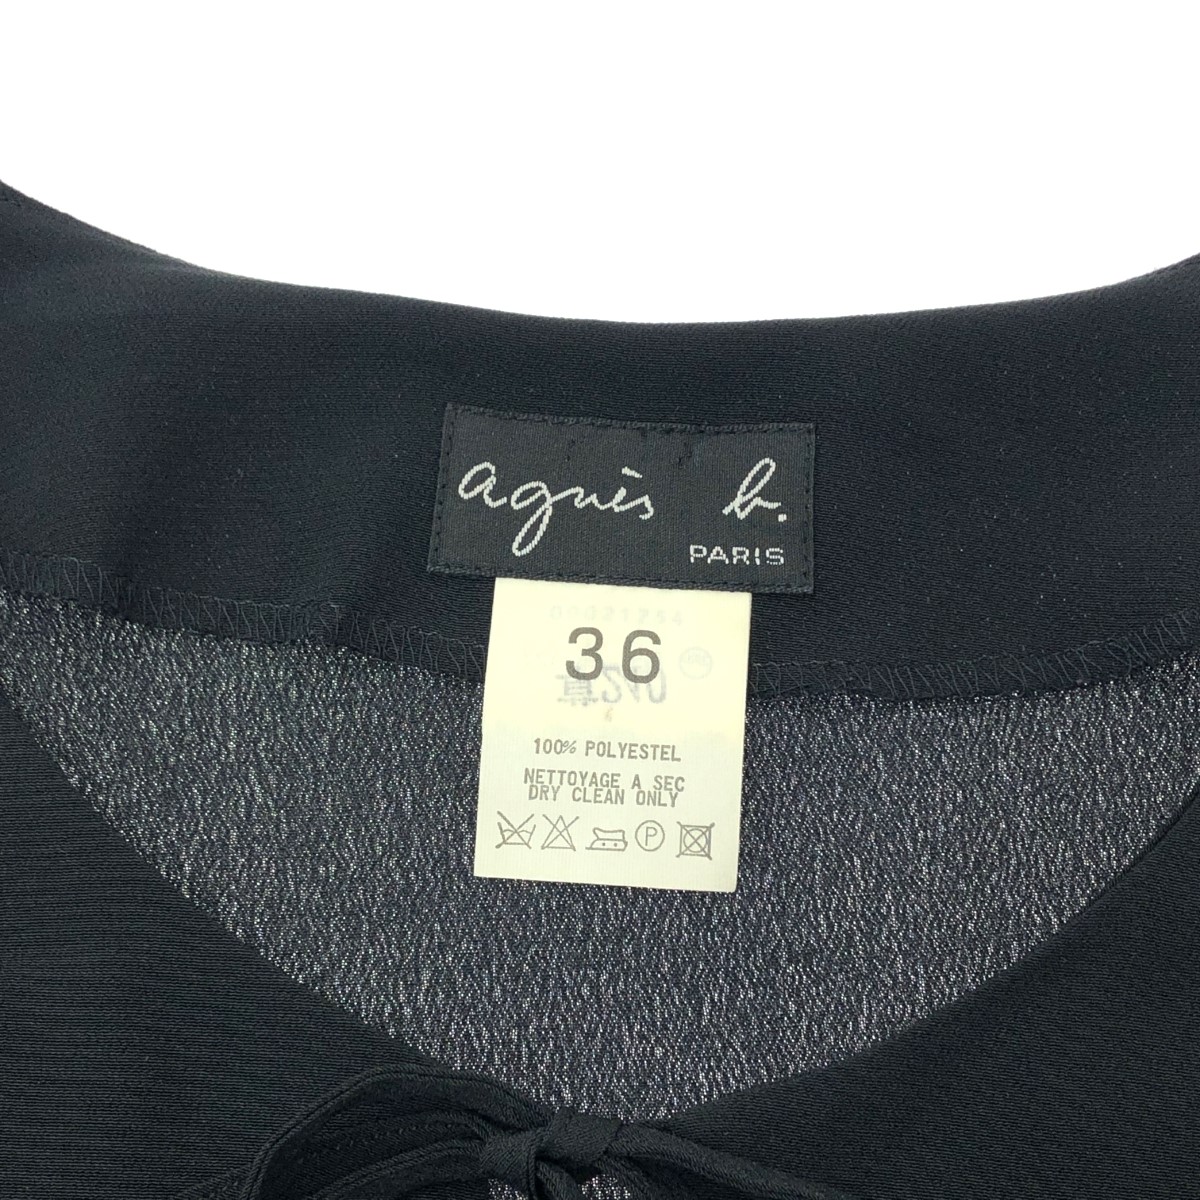 agnès b.
PARIS
36
100% POLYESTEL
NETTOYAGE A SEC
DRY CLEAN ONLY
P